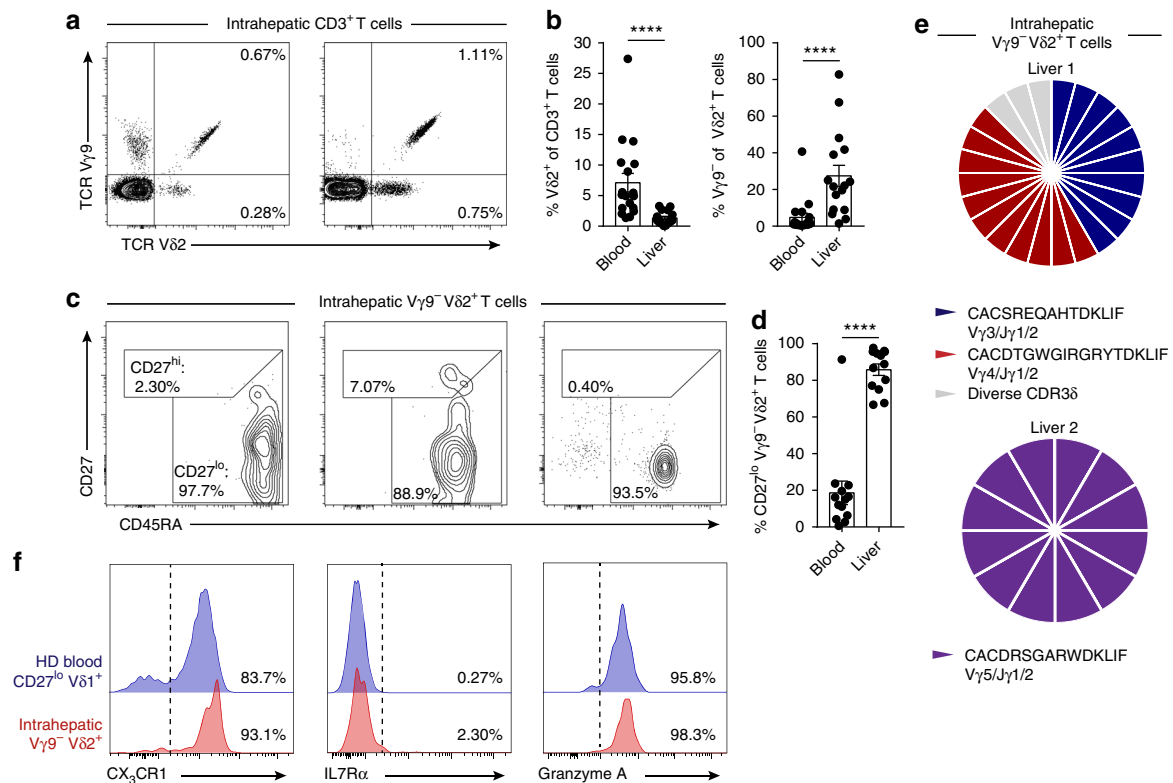 a
Intrahepatic CD3+ T cells
0.67%
1.11%
0.28%
0.75%
TCR Vγ9
TCR Vδ2
b
****
% Vδ2+ of CD3+ T cells
30
25
20
15
10
5
0
Blood
Liver
****
% Vγ9− of Vδ2+ T cells
100
80
60
40
20
0
Blood
Liver
c
Intrahepatic Vγ9− Vδ2+ T cells
CD27hi:
2.30%
CD27lo:
97.7%
7.07%
88.9%
0.40%
93.5%
CD27
CD45RA
d
****
% CD27lo Vγ9− Vδ2+ T cells
100
80
60
40
20
0
Blood
Liver
e
Intrahepatic
Vγ9− Vδ2+ T cells
Liver 1
CACSREQAHTDKLIF
Vγ3/Jγ1/2
CACDTGWGIRGRYTDKLIF
Vγ4/Jγ1/2
Diverse CDR3δ
Liver 2
CACDRSGARWDKLIF
Vγ5/Jγ1/2
f
HD blood
CD27lo Vδ1+
Intrahepatic
Vγ9− Vδ2+
83.7%
93.1%
CX3CR1
0.27%
2.30%
IL7Rα
95.8%
98.3%
Granzyme A